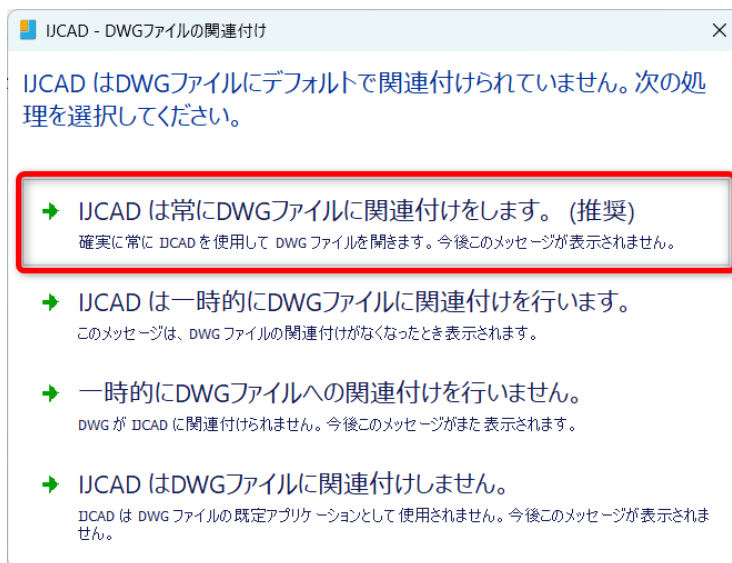 IJCAD - DWGファイルの関連付け
IJCAD はDWGファイルにデフォルトで関連付けられていません。次の処
理を選択してください。
IJCAD は常にDWGファイルに関連付けをします。 (推奨)
確実に常に IJCAD を使用して DWG ファイルを開きます。今後このメッセージが表示されません。
IJCAD は一時的にDWGファイルに関連付けを行います。
このメッセージは、DWG ファイルの関連付けがなくなったとき表示されます。
一時的にDWGファイルへの関連付けを行いません。
DWG が IJCAD に関連付けられません。今後このメッセージがまた表示されます。
IJCAD はDWGファイルに関連付けしません。
IJCAD は DWG ファイルの既定アプリケーションとして使用されません。今後このメッセージが表示されま
せん。